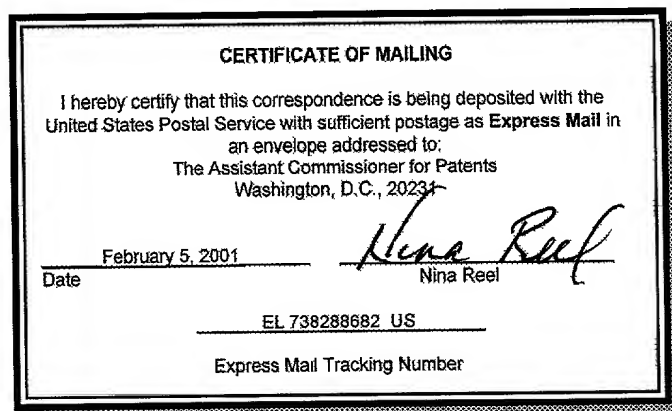 CERTIFICATE OF MAILING
I hereby certify that this correspondence is being deposited with the
United States Postal Service with sufficient postage as Express Mail in
an envelope addressed to:
The Assistant Commissioner for Patents
Washington, D.C., 20231
Nina Reel
February 5, 2001
Date
Nina Reel
EL 738288682 US
Express Mail Tracking Number